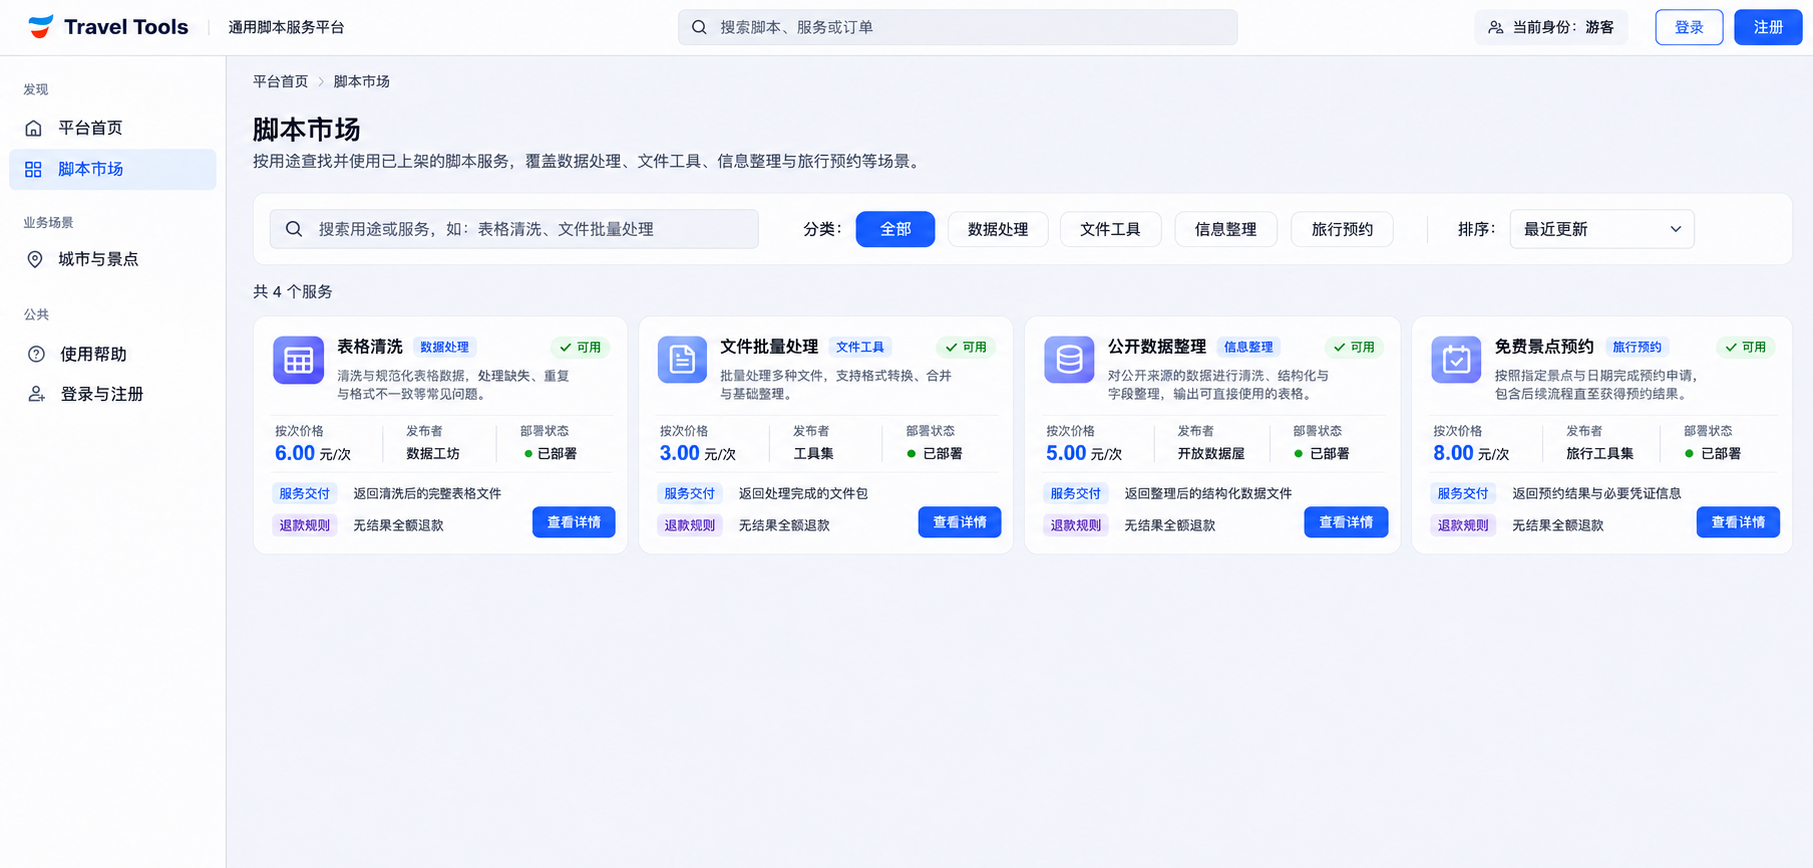 Travel Tools
通用脚本服务平台
搜索脚本、服务或订单
当前身份：游客
登录
注册
发现
平台首页
脚本市场
业务场景
城市与景点
公共
使用帮助
登录与注册
平台首页 > 脚本市场
脚本市场
按用途查找并使用已上架的脚本服务，覆盖数据处理、文件工具、信息整理与旅行预约等场景。
搜索用途或服务，如：表格清洗、文件批量处理
分类：
全部
数据处理
文件工具
信息整理
旅行预约
排序：
最近更新
共 4 个服务
表格清洗
数据处理
可用
清洗与规范化表格数据，处理缺失、重复
与格式不一致等常见问题。
按次价格
6.00 元/次
发布者
数据工坊
部署状态
已部署
服务交付
返回清洗后的完整表格文件
退款规则
无结果全额退款
查看详情
文件批量处理
文件工具
可用
批量处理多种文件，支持格式转换、合并
与基础整理。
按次价格
3.00 元/次
发布者
工具集
部署状态
已部署
服务交付
返回处理完成的文件包
退款规则
无结果全额退款
查看详情
公开数据整理
信息整理
可用
对公开来源的数据进行清洗、结构化与
字段整理，输出可直接使用的表格。
按次价格
5.00 元/次
发布者
开放数据屋
部署状态
已部署
服务交付
返回整理后的结构化数据文件
退款规则
无结果全额退款
查看详情
免费景点预约
旅行预约
可用
按照指定景点与日期完成预约申请，
包含后续流程直至获得预约结果。
按次价格
8.00 元/次
发布者
旅行工具集
部署状态
已部署
服务交付
返回预约结果与必要凭证信息
退款规则
无结果全额退款
查看详情